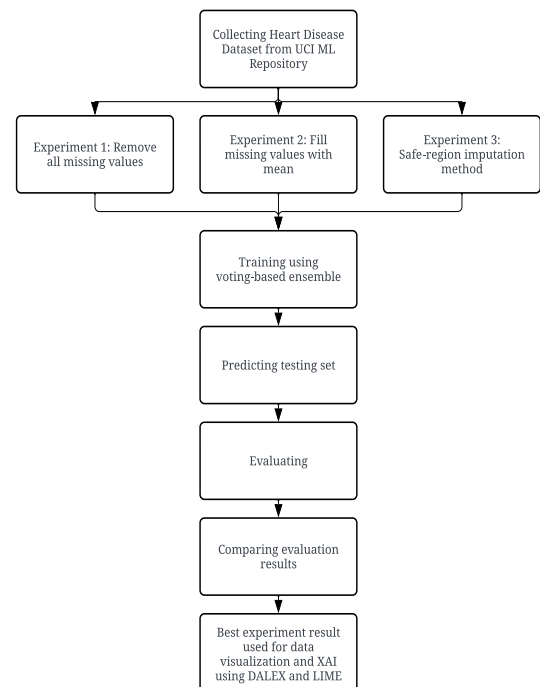 Collecting Heart Disease
Dataset from UCI ML
Repository
Experiment 1: Remove
all missing values
Experiment 2: Fill
missing values with
mean
Experiment 3:
Safe-region imputation
method
Training using
voting-based ensemble
Predicting testing set
Evaluating
Comparing evaluation
results
Best experiment result
used for data
visualization and XAI
using DALEX and LIME